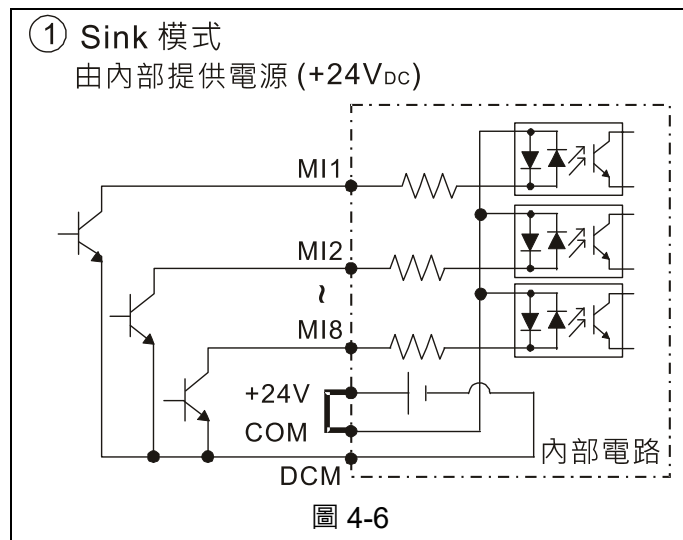 ① Sink 模式
由內部提供電源 (+24VDC)
MI1
MI2
~
MI8
+24V
COM
DCM
內部電路
圖 4-6